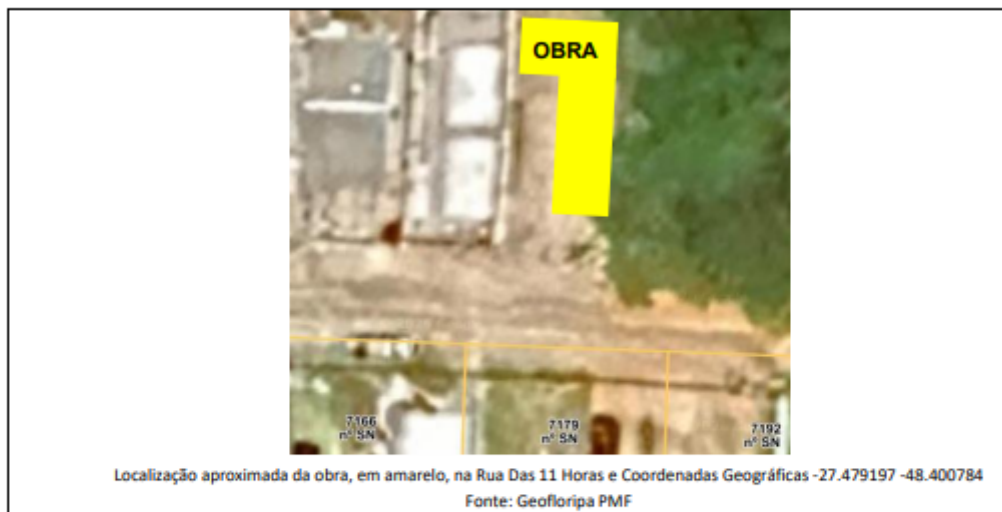 OBRA
7166
nº SN
7179
nº SN
7192
nº SN
Localização aproximada da obra, em amarelo, na Rua Das 11 Horas e Coordenadas Geográficas -27.479197 -48.400784
Fonte: Geofloripa PMF